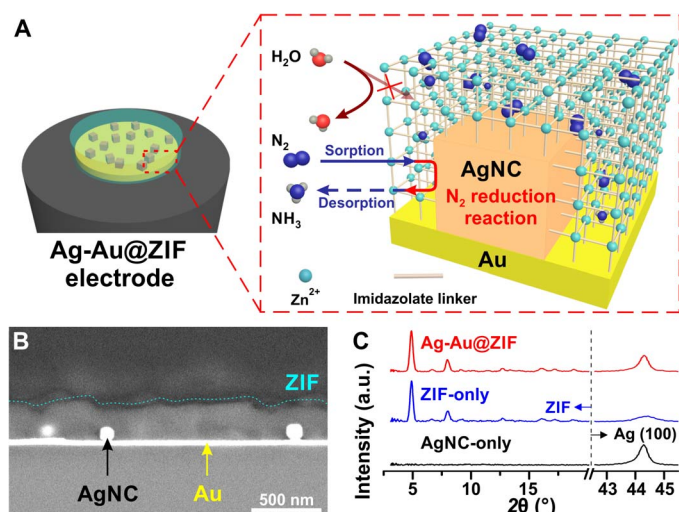 A
H₂O
N₂
Sorption
Desorption
NH₃
AgNC
N₂ reduction
reaction
Au
Ag-Au@ZIF
electrode
Zn²⁺
Imidazolate linker
B
ZIF
AgNC
Au
500 nm
C
Intensity (a.u.)
Ag-Au@ZIF
ZIF-only
ZIF
Ag (100)
AgNC-only
5 10 15 43 44 45
2θ (°)